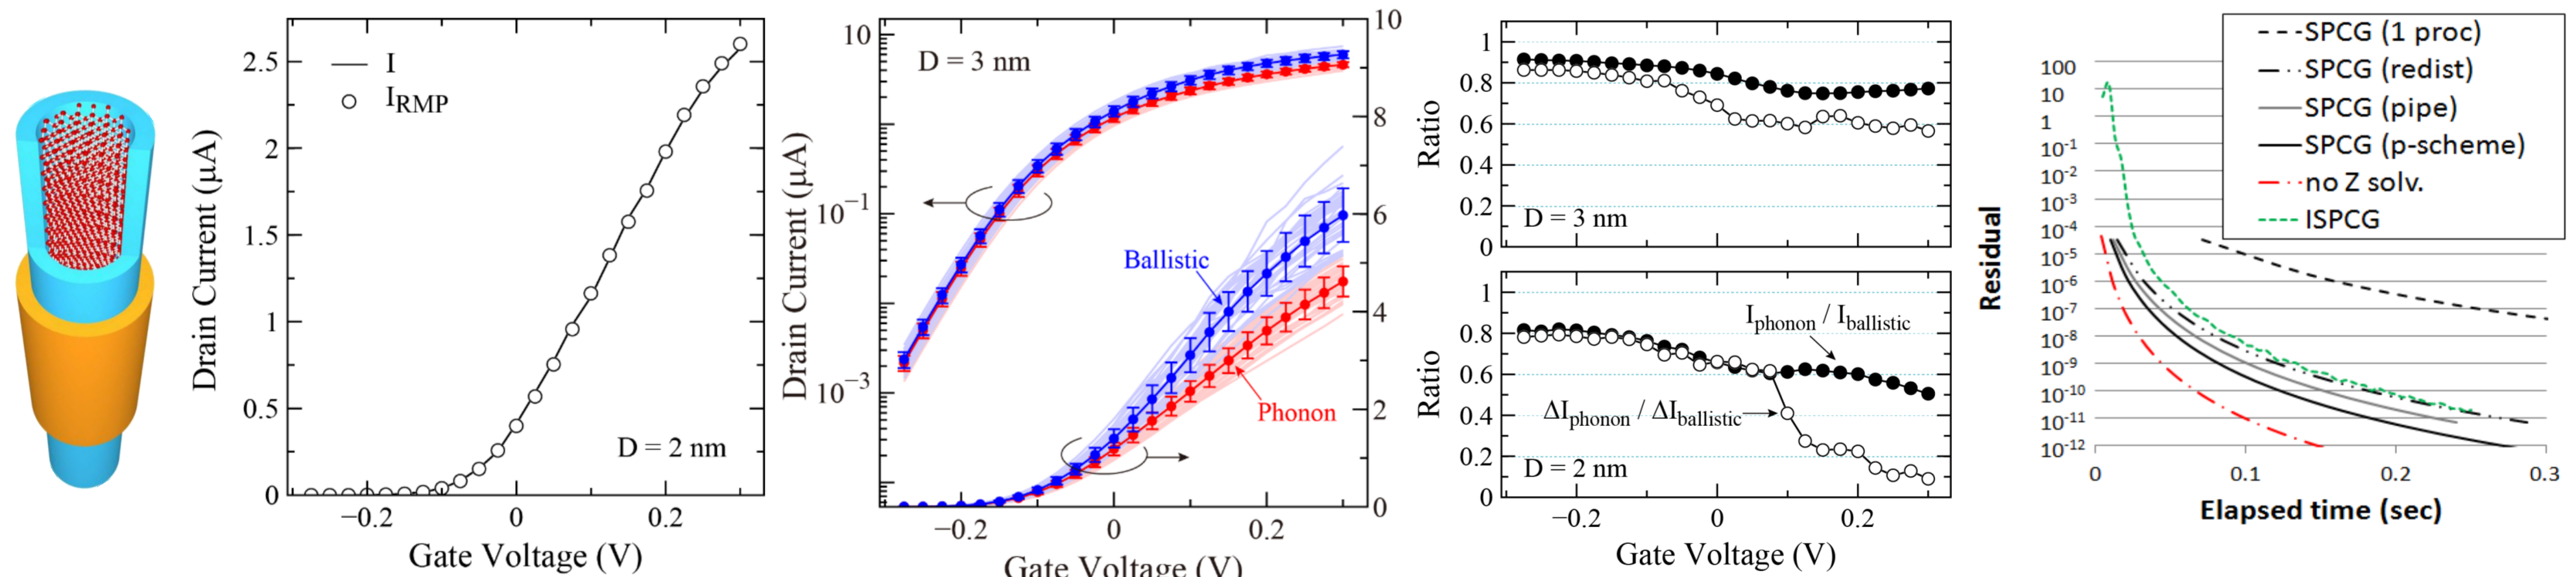 2.5
2
1.5
1
0.5
0
Drain Current (μA)
I
I_RMP
D = 2 nm
−0.2
0
0.2
Gate Voltage (V)
10
10⁻¹
10⁻³
Drain Current (μA)
D = 3 nm
Ballistic
Phonon
10
8
6
4
2
0
−0.2
0
0.2
Gate Voltage (V)
1
0.8
0.6
0.4
0.2
0
Ratio
D = 3 nm
1
0.8
0.6
0.4
0.2
0
Ratio
I_phonon / I_ballistic
ΔI_phonon / ΔI_ballistic
D = 2 nm
−0.2
0
0.2
Gate Voltage (V)
SPCG (1 proc)
SPCG (redist)
SPCG (pipe)
SPCG (p-scheme)
no Z solv.
ISPCG
100
10
1
10⁻¹
10⁻²
10⁻³
10⁻⁴
10⁻⁵
10⁻⁶
10⁻⁷
10⁻⁸
10⁻⁹
10⁻¹⁰
10⁻¹¹
10⁻¹²
Residual
0
0.1
0.2
0.3
Elapsed time (sec)